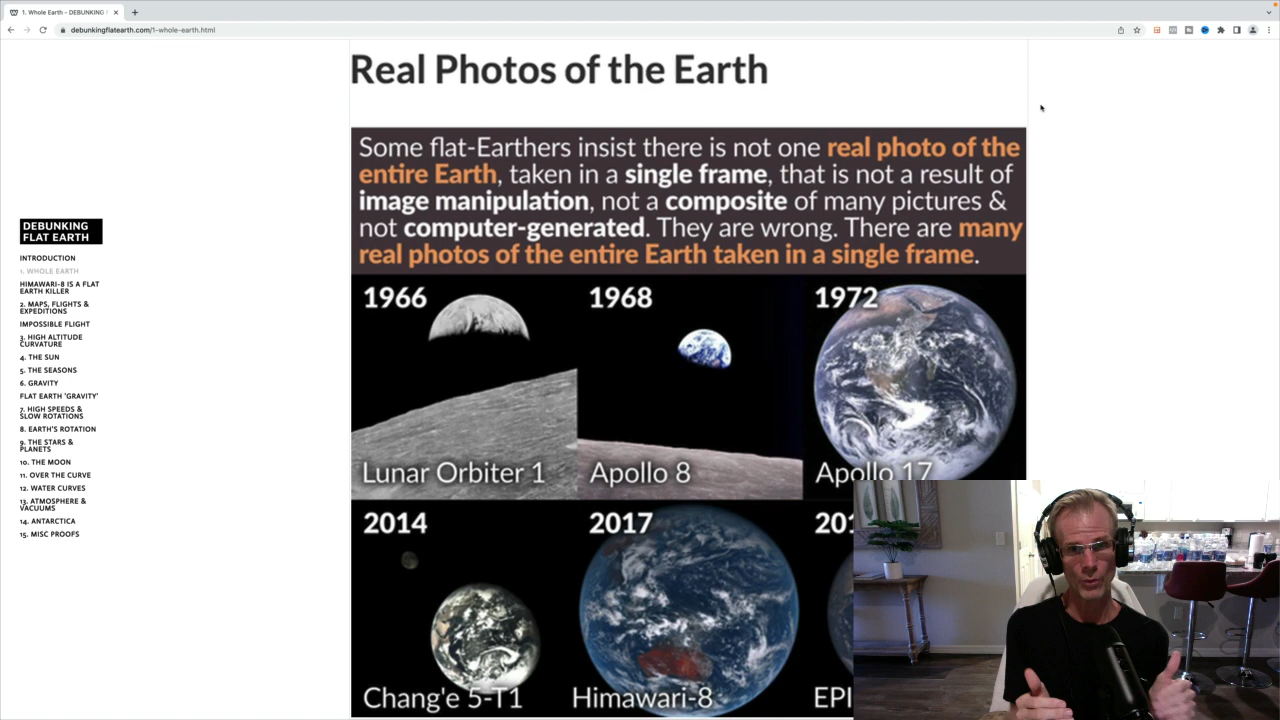 1. Whole Earth – DEBUNKING
debunkingflatearth.com/1-whole-earth.html
Real Photos of the Earth
Some flat-Earthers insist there is not one real photo of the
entire Earth, taken in a single frame, that is not a result of
image manipulation, not a composite of many pictures &
not computer-generated. They are wrong. There are many
real photos of the entire Earth taken in a single frame.
DEBUNKING
FLAT EARTH
INTRODUCTION
1. WHOLE EARTH
HIMAWARI-8 IS A FLAT
EARTH KILLER
2. MAPS, FLIGHTS &
EXPEDITIONS
IMPOSSIBLE FLIGHT
3. HIGH ALTITUDE
CURVATURE
4. THE SUN
5. THE SEASONS
6. GRAVITY
FLAT EARTH 'GRAVITY'
7. HIGH SPEEDS &
SLOW ROTATIONS
8. EARTH'S ROTATION
9. THE STARS &
PLANETS
10. THE MOON
11. OVER THE CURVE
12. WATER CURVES
13. ATMOSPHERE &
VACUUMS
14. ANTARCTICA
15. MISC PROOFS
1966
Lunar Orbiter 1
1968
Apollo 8
1972
Apollo 17
2014
Chang'e 5-T1
2017
Himawari-8
201
EPI